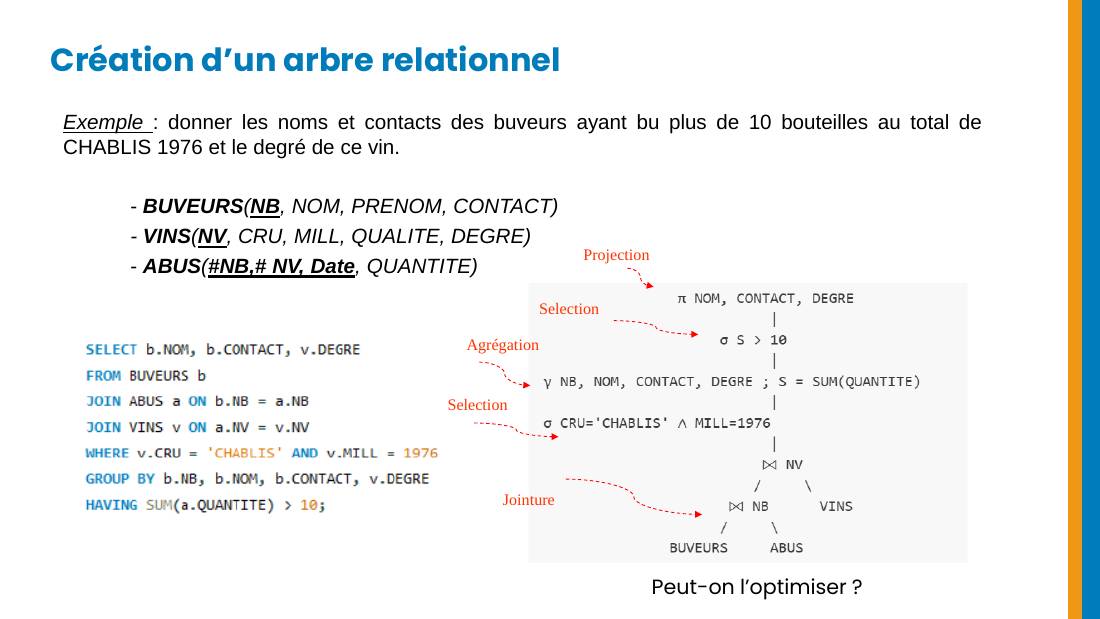 Création d’un arbre relationnel
Exemple : donner les noms et contacts des buveurs ayant bu plus de 10 bouteilles au total de
CHABLIS 1976 et le degré de ce vin.
- BUVEURS(NB, NOM, PRENOM, CONTACT)
- VINS(NV, CRU, MILL, QUALITE, DEGRE)
- ABUS(#NB,# NV, Date, QUANTITE)
SELECT b.NOM, b.CONTACT, v.DEGRE
FROM BUVEURS b
JOIN ABUS a ON b.NB = a.NB
JOIN VINS v ON a.NV = v.NV
WHERE v.CRU = 'CHABLIS' AND v.MILL = 1976
GROUP BY b.NB, b.NOM, b.CONTACT, v.DEGRE
HAVING SUM(a.QUANTITE) > 10;
Projection
π NOM, CONTACT, DEGRE
|
Selection
σ S > 10
|
Agrégation
γ NB, NOM, CONTACT, DEGRE ; S = SUM(QUANTITE)
|
Selection
σ CRU='CHABLIS' ∧ MILL=1976
|
⋈ NV
/ \
Jointure
⋈ NB VINS
/ \
BUVEURS ABUS
Peut-on l’optimiser ?